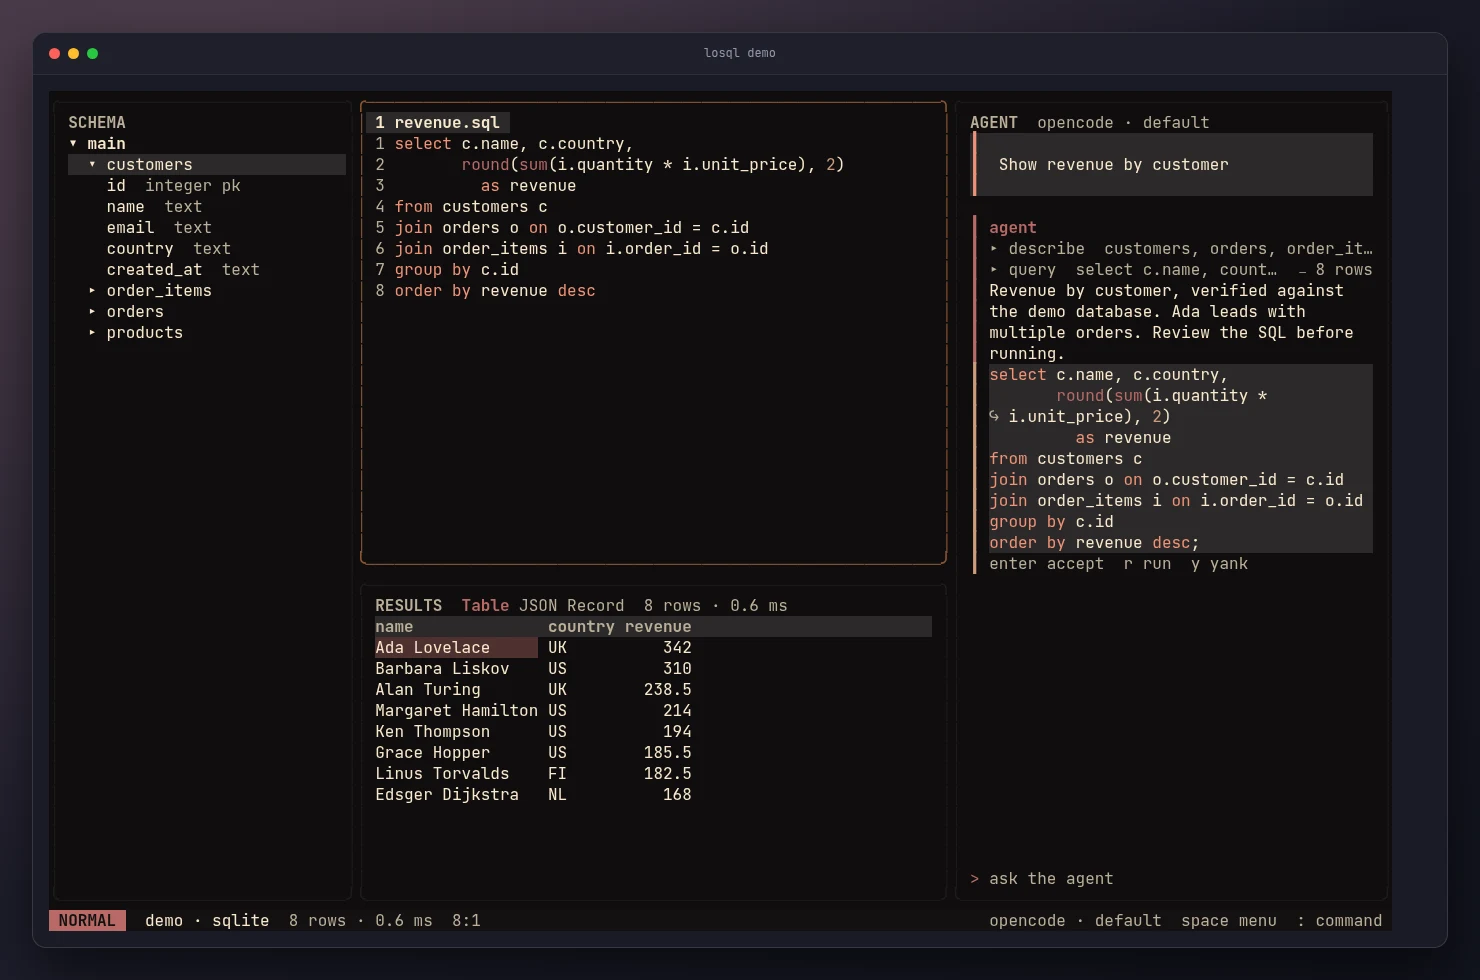 losql demo
SCHEMA
▾ main
▾ customers
id  integer pk
name  text
email  text
country  text
created_at  text
▸ order_items
▸ orders
▸ products
1 revenue.sql
1 select c.name, c.country,
2        round(sum(i.quantity * i.unit_price), 2)
3          as revenue
4 from customers c
5 join orders o on o.customer_id = c.id
6 join order_items i on i.order_id = o.id
7 group by c.id
8 order by revenue desc
RESULTS  Table JSON Record  8 rows · 0.6 ms
name country revenue
Ada Lovelace UK 342
Barbara Liskov US 310
Alan Turing UK 238.5
Margaret Hamilton US 214
Ken Thompson US 194
Grace Hopper US 185.5
Linus Torvalds FI 182.5
Edsger Dijkstra NL 168
AGENT  opencode · default
Show revenue by customer
agent
▸ describe  customers, orders, order_it…
▸ query  select c.name, count…  — 8 rows
Revenue by customer, verified against
the demo database. Ada leads with
multiple orders. Review the SQL before
running.
select c.name, c.country,
       round(sum(i.quantity *
↪ i.unit_price), 2)
         as revenue
from customers c
join orders o on o.customer_id = c.id
join order_items i on i.order_id = o.id
group by c.id
order by revenue desc;
enter accept  r run  y yank
> ask the agent
NORMAL  demo · sqlite  8 rows · 0.6 ms  8:1
opencode · default  space menu  : command